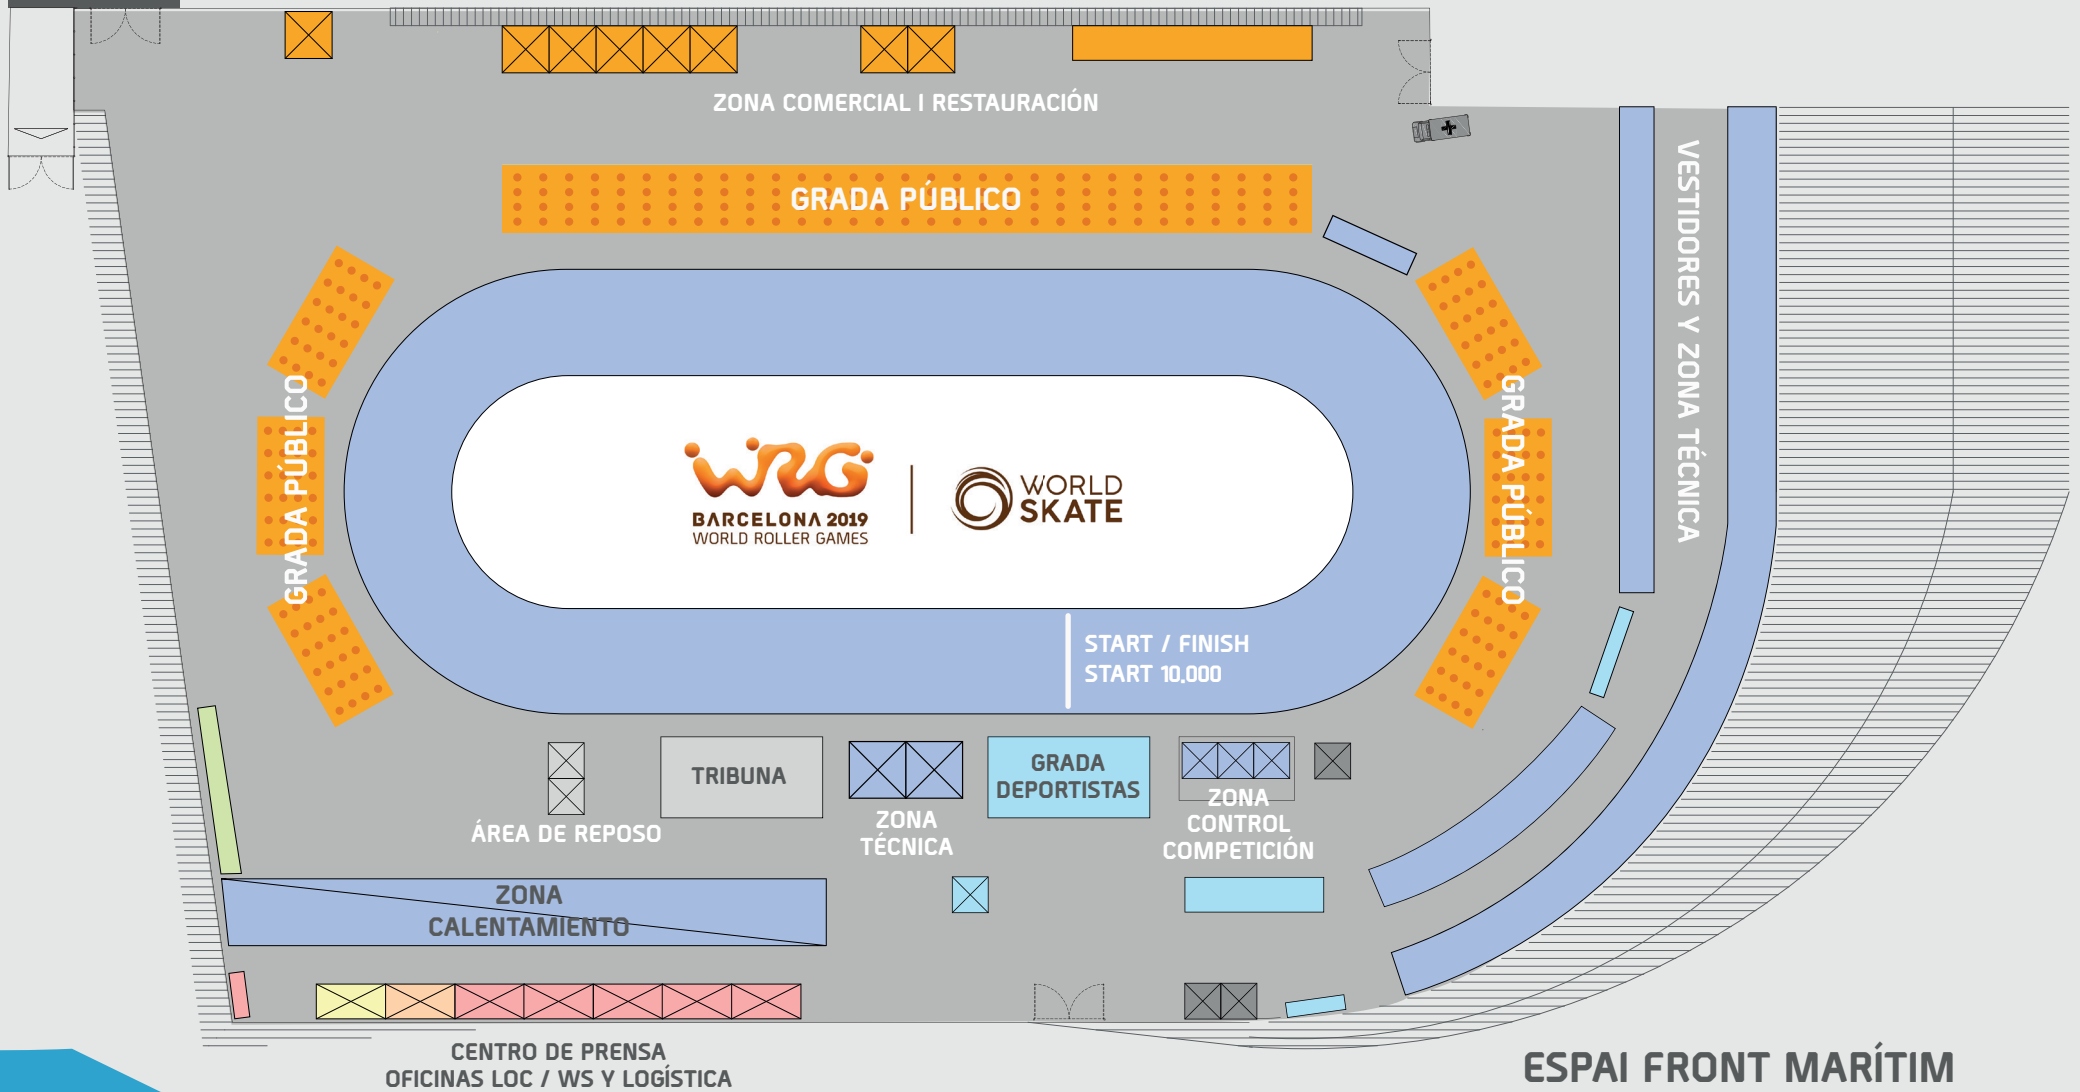 ZONA COMERCIAL I RESTAURACIÓN
GRADA PÚBLICO
VESTIDORES Y ZONA TÉCNICA
GRADA PÚBLICO
GRADA PÚBLICO
WRG
BARCELONA 2019
WORLD ROLLER GAMES
WORLD
SKATE
START / FINISH
START 10.000
TRIBUNA
GRADA
DEPORTISTAS
ÁREA DE REPOSO
ZONA
TÉCNICA
ZONA
CONTROL
COMPETICIÓN
ZONA
CALENTAMIENTO
CENTRO DE PRENSA
OFICINAS LOC / WS Y LOGÍSTICA
ESPAI FRONT MARÍTIM